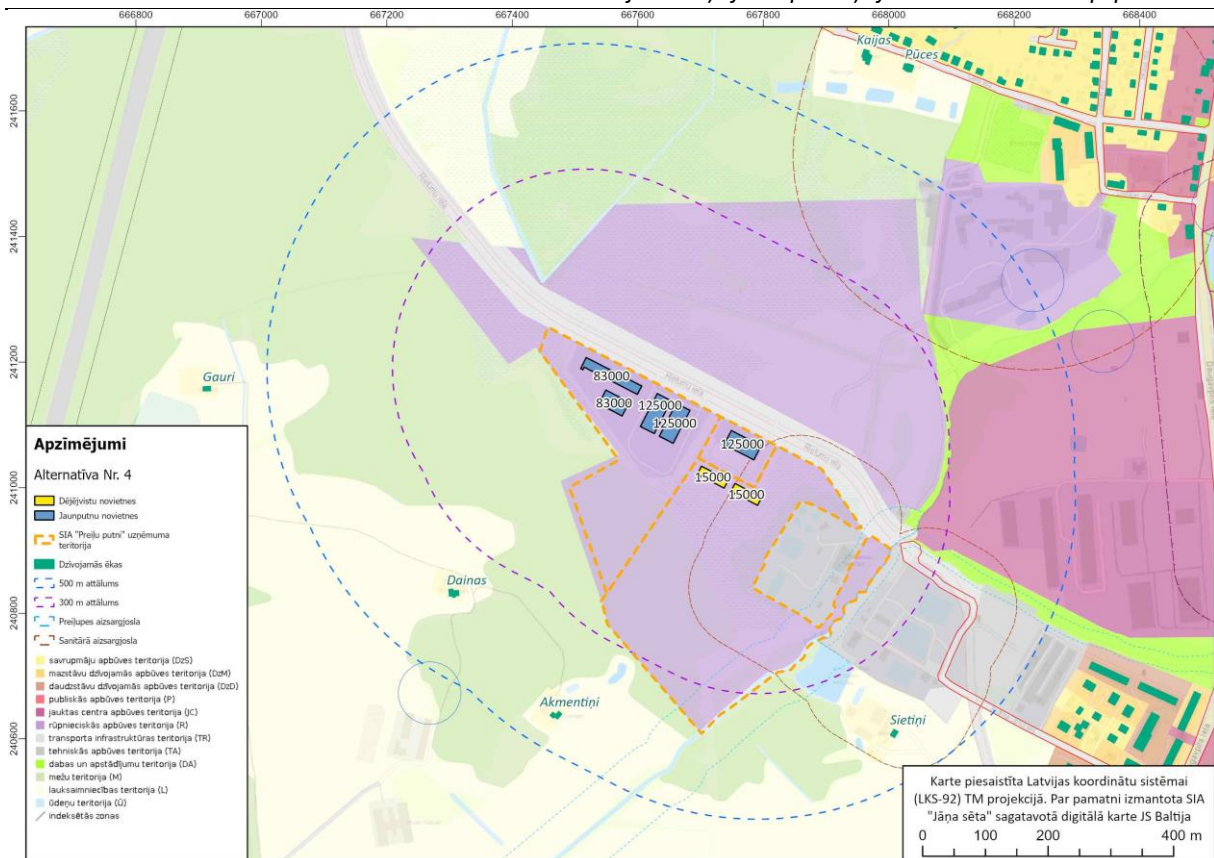 666800 667000 667200 667400 667600 667800 668000 668200 668400
241600
241400
241200
241000
240800
240600
Kaijas
Pūces
Gauri
Dainas
Akmentiņi
Sietiņi
Rietumu iela
Rietumu iela
Rietumu iela
83000
83000
125000
125000
125000
15000
15000
Apzīmējumi
Alternatīva Nr. 4
Dējējvistu novietnes
Jaunputnu novietnes
SIA "Preiļu putni" uzņēmuma
teritorija
Dzīvojamās ēkas
500 m attālums
300 m attālums
Preiļupes aizsargjosla
Sanitārā aizsargjosla
savrupmāju apbūves teritorija (DzS)
mazstāvu dzīvojamās apbūves teritorija (DzM)
daudzstāvu dzīvojamās apbūves teritorija (DzD)
publiskās apbūves teritorija (P)
jauktas centra apbūves teritorija (JC)
rūpnieciskās apbūves teritorija (R)
transporta infrastruktūras teritorija (TR)
tehniskās apbūves teritorija (TA)
dabas un apstādījumu teritorija (DA)
mežu teritorija (M)
lauksaimniecības teritorija (L)
ūdeņu teritorija (Ū)
indeksētās zonas
Karte piesaistīta Latvijas koordinātu sistēmai
(LKS-92) TM projekcijā. Par pamatni izmantota SIA
"Jāņa sēta" sagatavotā digitālā karte JS Baltija
0 100 200 400 m